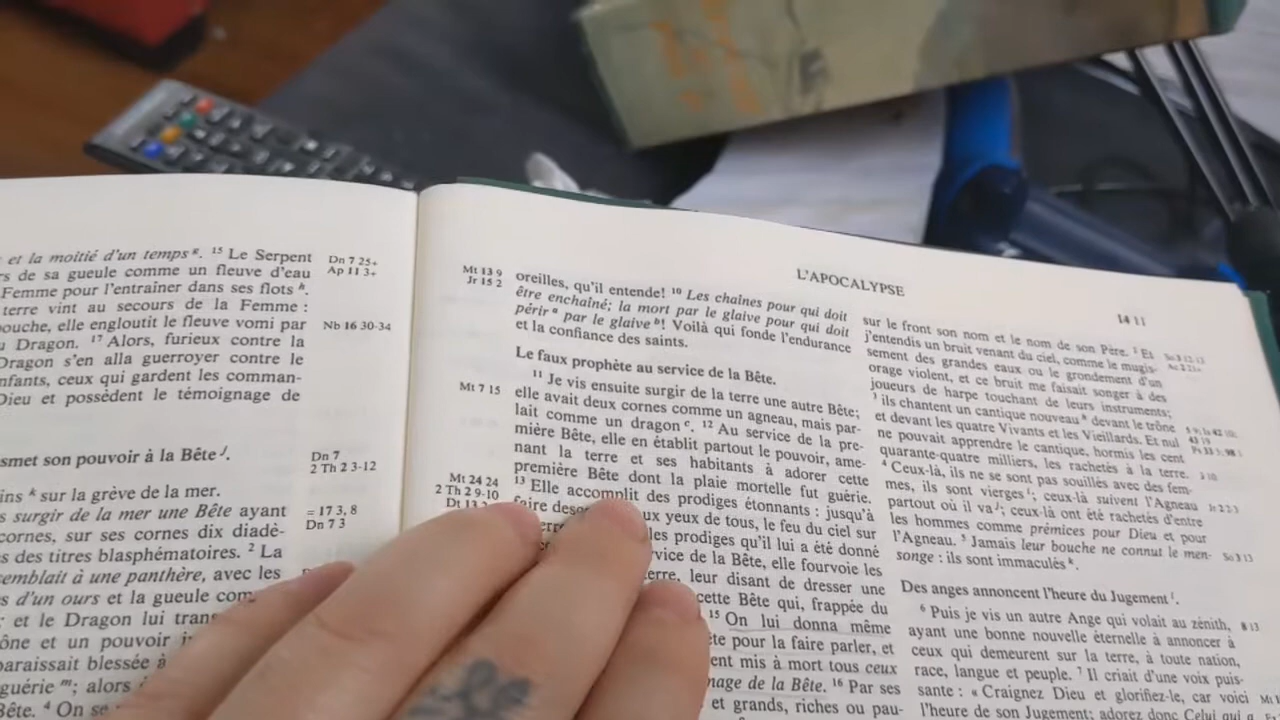 et la moitié d'un temps ᵍ. ¹⁵ Le Serpent
rs de sa gueule comme un fleuve d'eau
Femme pour l'entraîner dans ses flots ʰ.
terre vint au secours de la Femme :
bouche, elle engloutit le fleuve vomi par
u Dragon. ¹⁷ Alors, furieux contre la
Dragon s'en alla guerroyer contre le
nfants, ceux qui gardent les comman-
Dieu et possèdent le témoignage de
smet son pouvoir à la Bête ʲ.
ins ᵏ sur la grève de la mer.
s surgir de la mer une Bête ayant
cornes, sur ses cornes dix diadè-
s des titres blasphématoires. ² La
semblait à une panthère, avec les
s d'un ours et la gueule com
r et le Dragon lui tran
ône et un pouvoir
paraissait blessée à
guérie ᵐ; alors
Bête. ⁴ On se
Dn 7 25+
Ap 11 3+
Nb 16 30-34
Dn 7
2 Th 2 3-12
= 17 3, 8
Dn 7 3
L'APOCALYPSE
14 11
Mt 13 9
Jr 15 2
Mt 7 15
Mt 24 24
2 Th 2 9-10
Dt 13
oreilles, qu'il entende! ¹⁰ Les chaînes pour qui doit
être enchaîné; la mort par le glaive pour qui doit
périr ᵃ par le glaive ᵇ! Voilà qui fonde l'endurance
et la confiance des saints.
Le faux prophète au service de la Bête.
¹¹ Je vis ensuite surgir de la terre une autre Bête;
elle avait deux cornes comme un agneau, mais par-
lait comme un dragon ᶜ. ¹² Au service de la pre-
mière Bête, elle en établit partout le pouvoir, ame-
nant la terre et ses habitants à adorer cette
première Bête dont la plaie mortelle fut guérie.
¹³ Elle accomplit des prodiges étonnants : jusqu'à
faire desc ux yeux de tous, le feu du ciel sur
terre les prodiges qu'il lui a été donné
rvice de la Bête, elle fourvoie les
terre, leur disant de dresser une
cette Bête qui, frappée du
¹⁵ On lui donna même
te pour la faire parler, et
ent mis à mort tous ceux
mage de la Bête. ¹⁶ Par ses
et grands, riches ou pau-
sur le front son nom et le nom de son Père. ² Et
j'entendis un bruit venant du ciel, comme le mugis-
sement des grandes eaux ou le grondement d'un
orage violent, et ce bruit me faisait songer à des
joueurs de harpe touchant de leurs instruments;
³ ils chantent un cantique nouveau ʰ devant le trône
et devant les quatre Vivants et les Vieillards. Et nul
ne pouvait apprendre le cantique, hormis les cent
quarante-quatre milliers, les rachetés à la terre.
⁴ Ceux-là, ils ne se sont pas souillés avec des fem-
mes, ils sont vierges ⁱ; ceux-là suivent l'Agneau
partout où il va ʲ; ceux-là ont été rachetés d'entre
les hommes comme prémices pour Dieu et pour
l'Agneau. ⁵ Jamais leur bouche ne connut le men-
songe : ils sont immaculés ᵏ.
Des anges annoncent l'heure du Jugement ˡ.
⁶ Puis je vis un autre Ange qui volait au zénith,
ayant une bonne nouvelle éternelle à annoncer à
ceux qui demeurent sur la terre, à toute nation,
race, langue et peuple. ⁷ Il criait d'une voix puis-
sante : « Craignez Dieu et glorifiez-le, car voici
l'heure de son Jugement; adorez donc Celui qui a
So 3 13
8 13